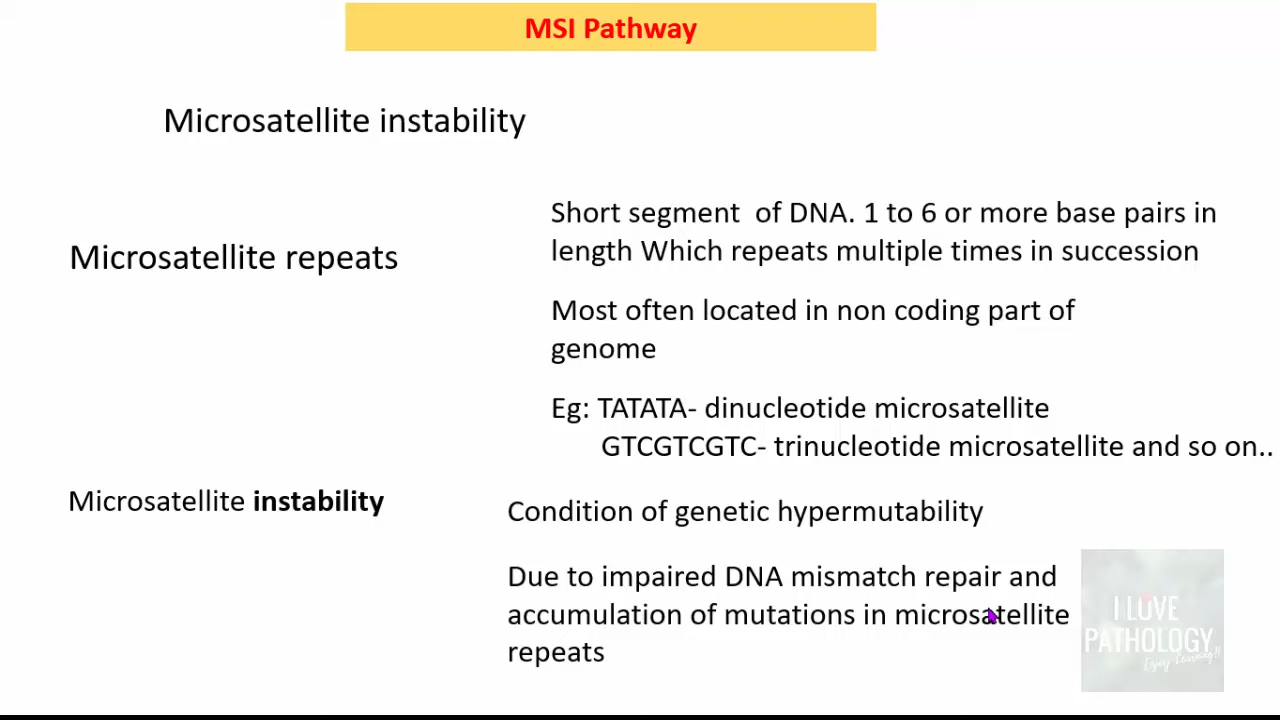 MSI Pathway
Microsatellite instability
Microsatellite repeats
Short segment of DNA. 1 to 6 or more base pairs in
length Which repeats multiple times in succession
Most often located in non coding part of
genome
Eg: TATATA- dinucleotide microsatellite
GTCGTCGTC- trinucleotide microsatellite and so on..
Microsatellite instability
Condition of genetic hypermutability
Due to impaired DNA mismatch repair and
accumulation of mutations in microsatellite
repeats
I LOVE
PATHOLOGY
Enjoy Learning!!